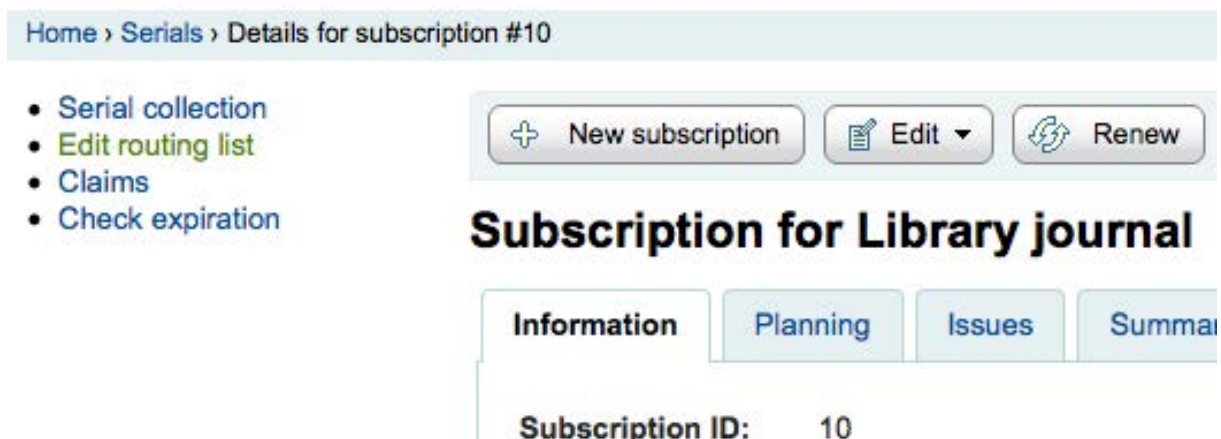 Home › Serials › Details for subscription #10
• Serial collection
• Edit routing list
• Claims
• Check expiration
New subscription Edit Renew
Subscription for Library journal
Information Planning Issues Summar
Subscription ID: 10